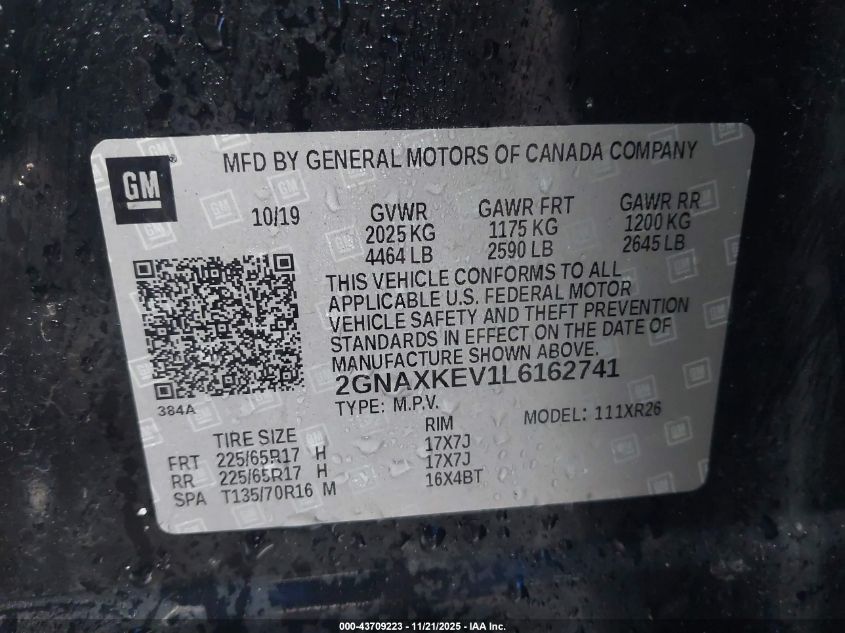 GM
MFD BY GENERAL MOTORS OF CANADA COMPANY
10/19 GVWR GAWR FRT GAWR RR
2025 KG 1175 KG 1200 KG
4464 LB 2590 LB 2645 LB
THIS VEHICLE CONFORMS TO ALL
APPLICABLE U.S. FEDERAL MOTOR
VEHICLE SAFETY AND THEFT PREVENTION
STANDARDS IN EFFECT ON THE DATE OF
MANUFACTURE SHOWN ABOVE.
2GNAXKEV1L6162741
384A
TYPE: M.P.V. MODEL: 111XR26
TIRE SIZE RIM
FRT 225/65R17 H 17X7J
RR 225/65R17 H 17X7J
SPA T135/70R16 M 16X4BT
000-43709223 - 11/21/2025 - IAA Inc.